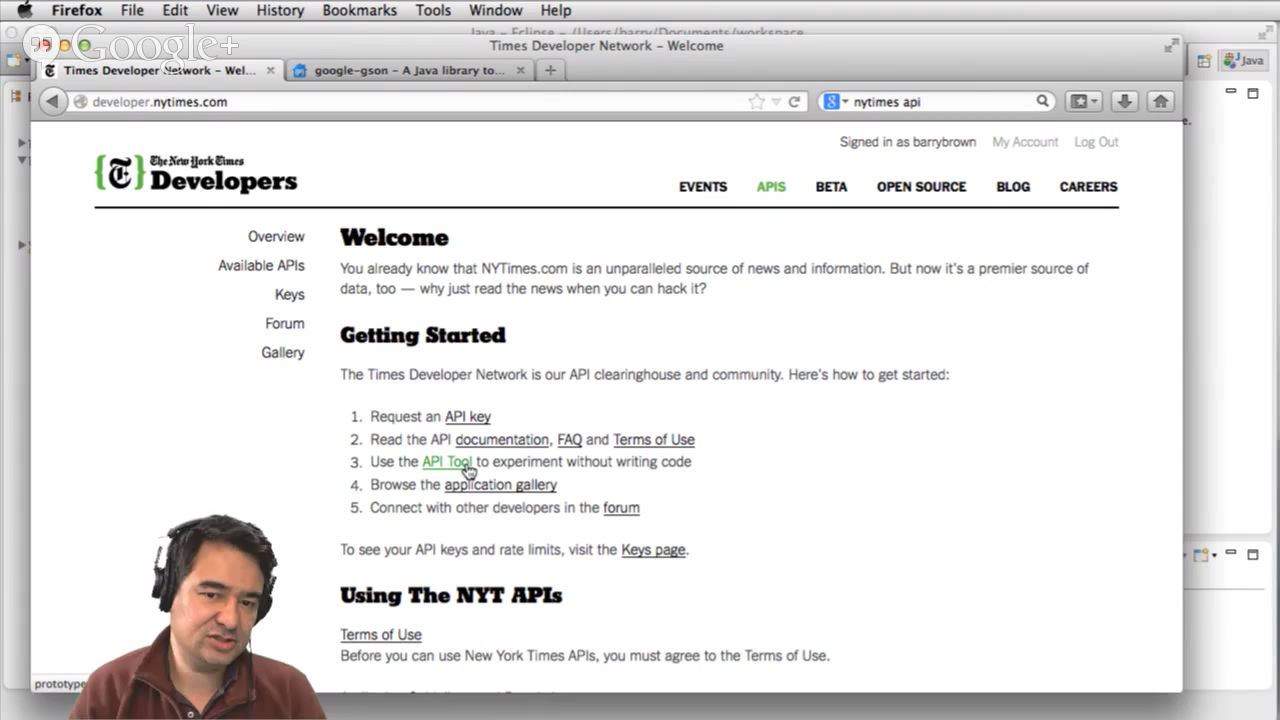 Firefox File Edit View History Bookmarks Tools Window Help
Google+
Java – Eclipse – /Users/barry/Documents/workspace
Times Developer Network – Welcome
Times Developer Network – Wel...
google-gson – A Java library to...
Java
developer.nytimes.com
nytimes api
Signed in as barrybrown My Account Log Out
The New York Times
Developers
EVENTS APIS BETA OPEN SOURCE BLOG CAREERS
Overview
Available APIs
Keys
Forum
Gallery
Welcome
You already know that NYTimes.com is an unparalleled source of news and information. But now it's a premier source of
data, too — why just read the news when you can hack it?
Getting Started
The Times Developer Network is our API clearinghouse and community. Here's how to get started:
1. Request an API key
2. Read the API documentation, FAQ and Terms of Use
3. Use the API Tool to experiment without writing code
4. Browse the application gallery
5. Connect with other developers in the forum
To see your API keys and rate limits, visit the Keys page.
Using The NYT APIs
Terms of Use
Before you can use New York Times APIs, you must agree to the Terms of Use.
prototype